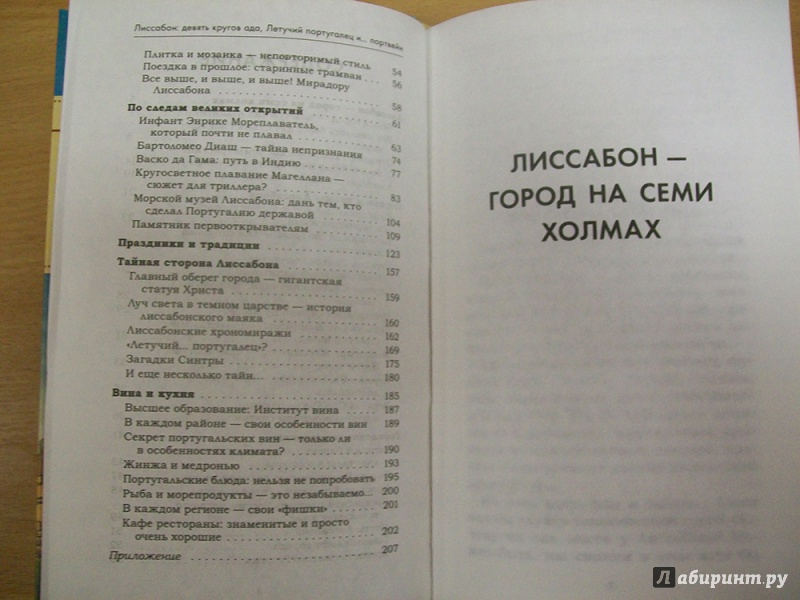 Лиссабон: девять кругов ада, Летучий португалец и... портвейн
Плитка и мозаика — неповторимый стиль 54
Поездка в прошлое: старинные трамваи 56
Все выше, и выше, и выше! Мирадору
Лиссабона 58
По следам великих открытий 61
Инфант Энрике Мореплаватель,
который почти не плавал 63
Бартоломео Диаш — тайна непризнания 74
Васко да Гама: путь в Индию 77
Кругосветное плавание Магеллана —
сюжет для триллера? 83
Морской музей Лиссабона: дань тем, кто
сделал Португалию державой 104
Памятник первооткрывателям 109
Праздники и традиции 123
Тайная сторона Лиссабона 157
Главный оберег города — гигантская
статуя Христа 159
Луч света в темном царстве — история
лиссабонского маяка 160
Лиссабонские хрономиражи 162
«Летучий... португалец»? 169
Загадки Синтры 175
И еще несколько тайн... 180
Вина и кухня 185
Высшее образование: Институт вина 187
В каждом районе — свои особенности вин 189
Секрет португальских вин — только ли
в особенностях климата? 190
Жинжа и медронью 193
Португальские блюда: нельзя не попробовать 195
Рыба и морепродукты — это незабываемо... 200
В каждом регионе — свои «фишки» 201
Кафе рестораны: знаменитые и просто
очень хорошие 202
Приложение 207
ЛИССАБОН —
ГОРОД НА СЕМИ
ХОЛМАХ
Лабиринт.ру